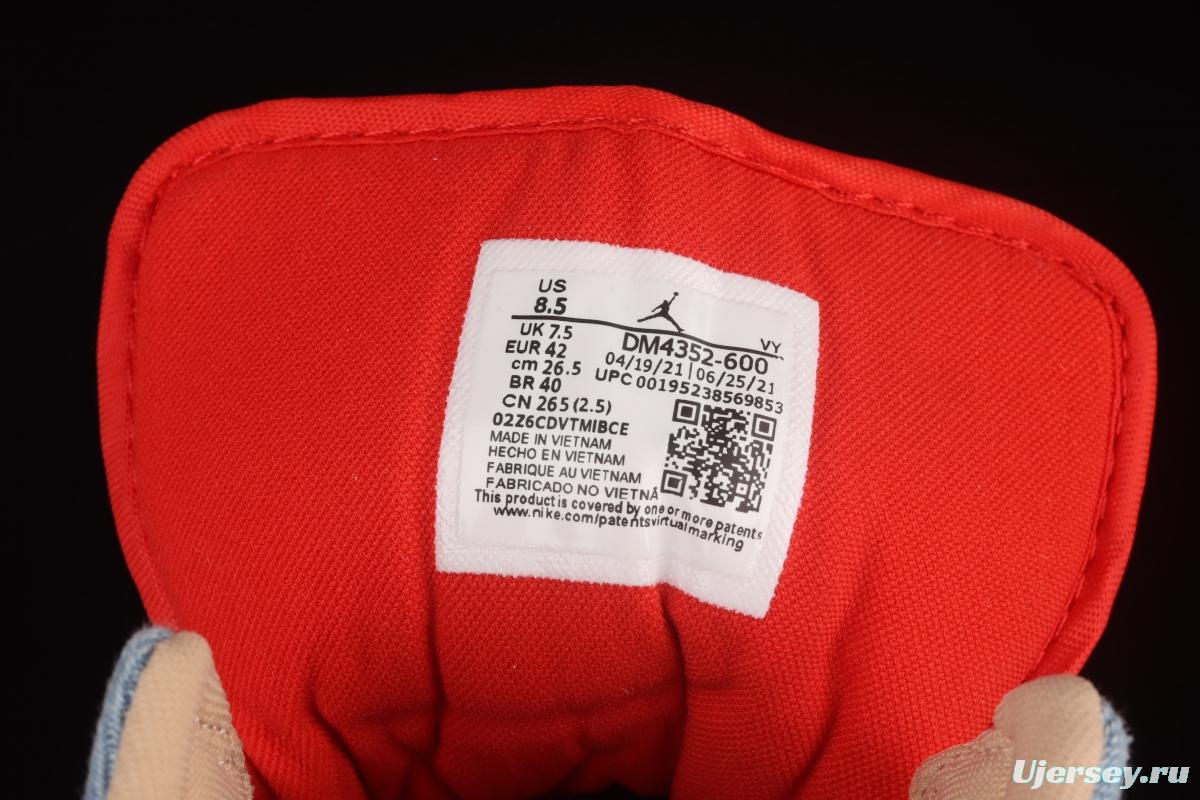 US
8.5
UK 7.5
EUR 42
cm 26.5
BR 40
CN 265 (2.5)
02Z6CDVTMIBCE
VY
DM4352-600
04/19/21 | 06/25/21
UPC 00195238569853
MADE IN VIETNAM
HECHO EN VIETNAM
FABRIQUE AU VIETNAM
FABRICADO NO VIETNÃ
This product is covered by one or more patents
www.nike.com/patentsvirtualmarking
Ujersey.ru